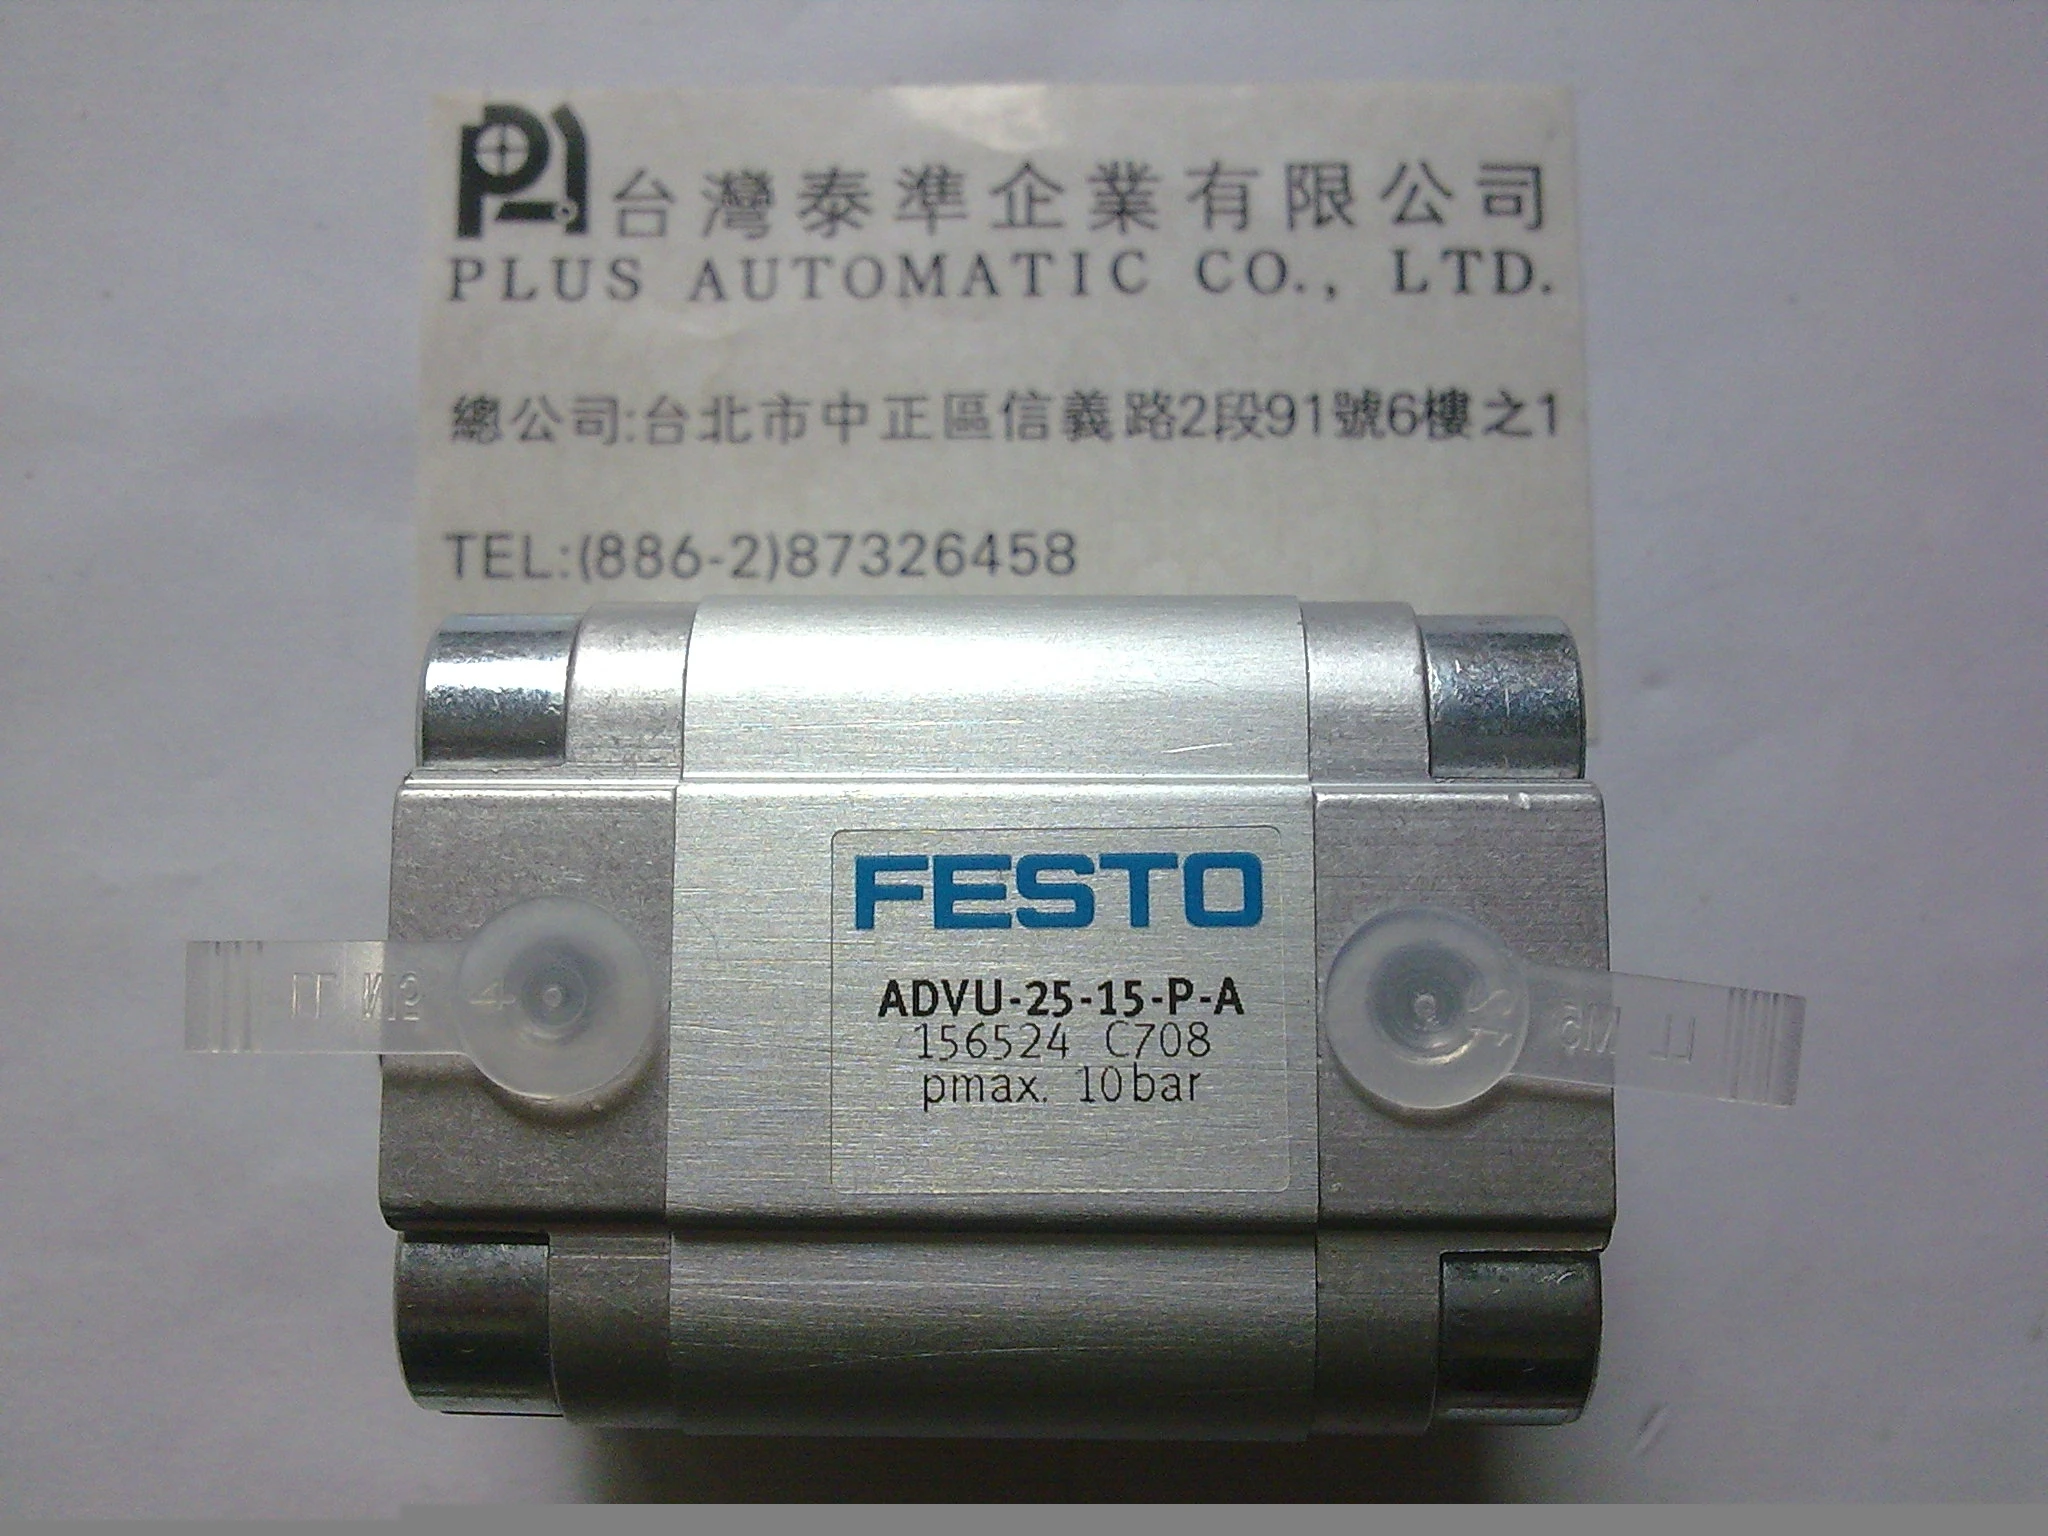 台灣泰準企業有限公司
PLUS AUTOMATIC CO., LTD.
總公司:台北市中正區信義路2段91號6樓之1
TEL:(886-2)87326458
FESTO
ADVU-25-15-P-A
156524 C708
pmax. 10bar